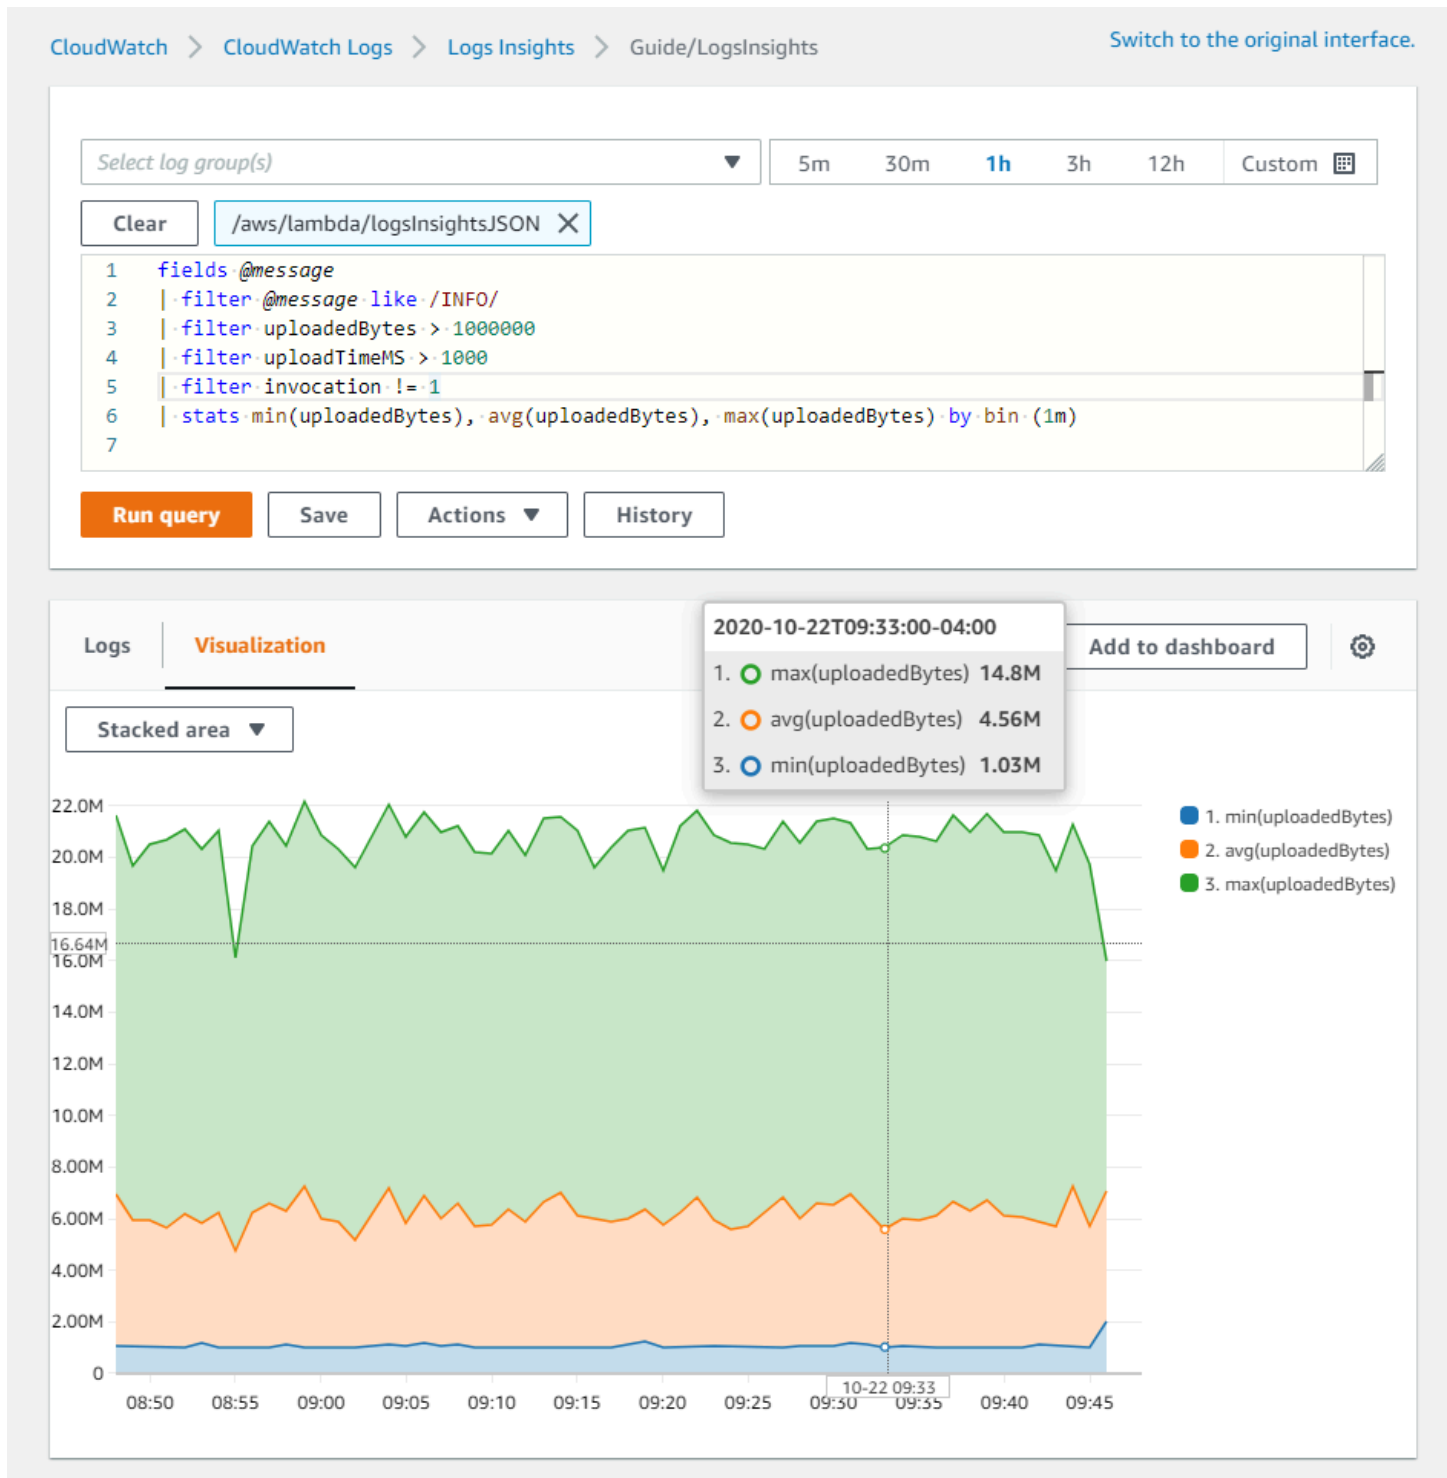 CloudWatch > CloudWatch Logs > Logs Insights > Guide/LogsInsights
Switch to the original interface.
Select log group(s)
5m 30m 1h 3h 12h Custom
Clear /aws/lambda/logsInsightsJSON
1 fields @message
2 | filter @message like /INFO/
3 | filter uploadedBytes > 1000000
4 | filter uploadTimeMS > 1000
5 | filter invocation != 1
6 | stats min(uploadedBytes), avg(uploadedBytes), max(uploadedBytes) by bin (1m)
7
Run query Save Actions History
Logs Visualization
2020-10-22T09:33:00-04:00
1. max(uploadedBytes) 14.8M
2. avg(uploadedBytes) 4.56M
3. min(uploadedBytes) 1.03M
Add to dashboard
Stacked area
22.0M
20.0M
18.0M
16.64M
16.0M
14.0M
12.0M
10.0M
8.00M
6.00M
4.00M
2.00M
0
1. min(uploadedBytes)
2. avg(uploadedBytes)
3. max(uploadedBytes)
10-22 09:33
08:50 08:55 09:00 09:05 09:10 09:15 09:20 09:25 09:30 09:35 09:40 09:45